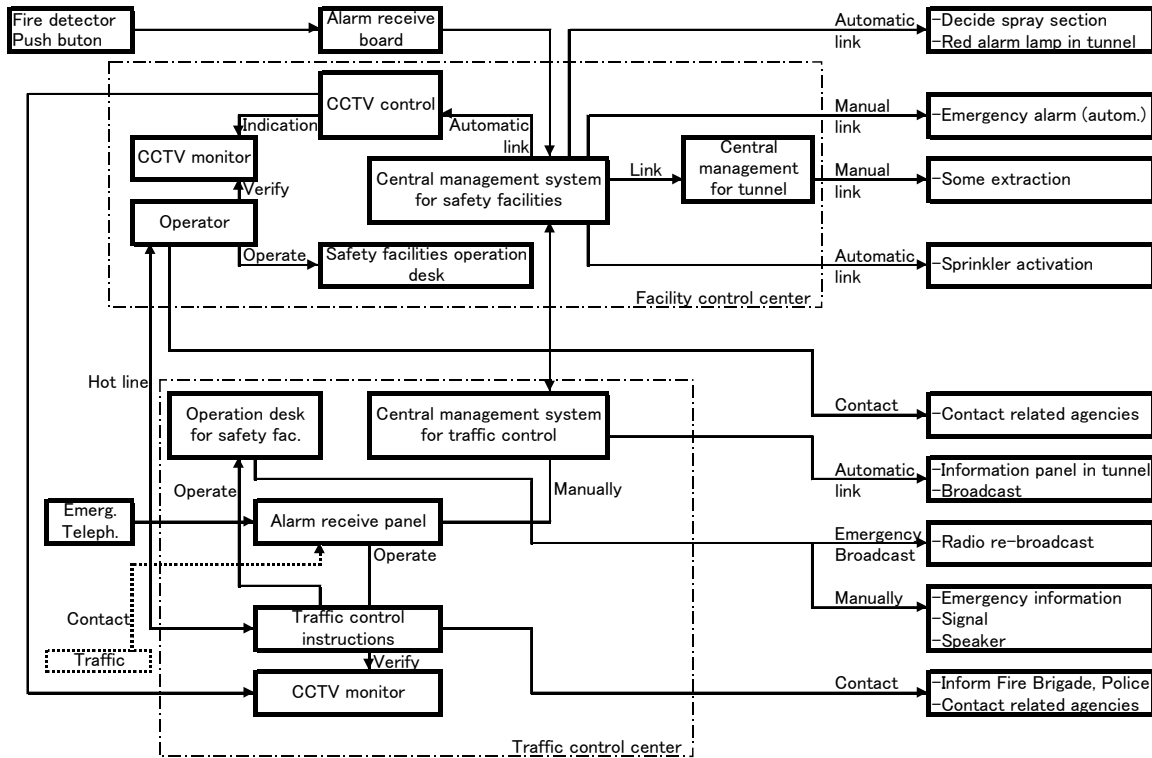 Fire detector
Push buton
Alarm receive
board
Automatic
link
-Decide spray section
-Red alarm lamp in tunnel
CCTV control
Indication
Automatic
link
Manual
link
-Emergency alarm (autom.)
CCTV monitor
Verify
Central management system
for safety facilities
Link
Central
management
for tunnel
Manual
link
-Some extraction
Operator
Operate
Safety facilities operation
desk
Automatic
link
-Sprinkler activation
Facility control center
Hot line
Operation desk
for safety fac.
Central management system
for traffic control
Contact
-Contact related agencies
Operate
Manually
Automatic
link
-Information panel in tunnel
-Broadcast
Emerg.
Teleph.
Alarm receive panel
Operate
Emergency
Broadcast
-Radio re-broadcast
Contact
Traffic control
instructions
Manually
-Emergency information
-Signal
-Speaker
Traffic
Verify
CCTV monitor
Contact
-Inform Fire Brigade, Police
-Contact related agencies
Traffic control center